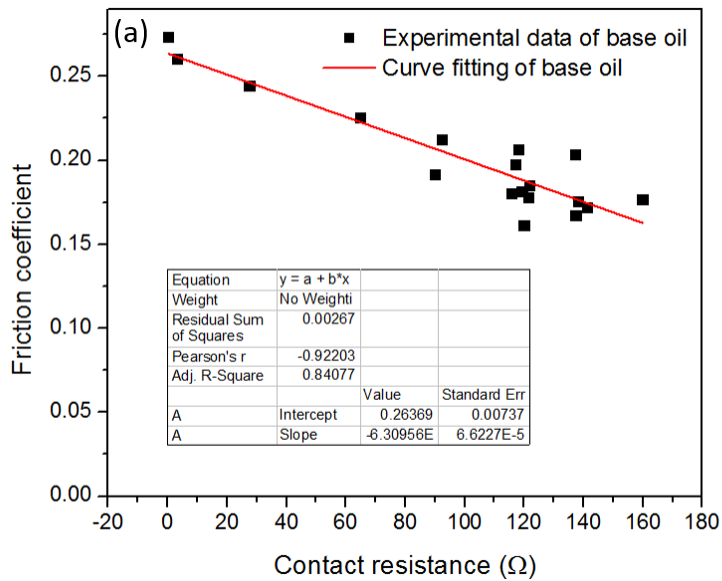 (a)
Experimental data of base oil
Curve fitting of base oil
0.25
0.20
0.15
0.10
0.05
0.00
Friction coefficient
Equation y = a + b*x
Weight No Weighti
Residual Sum 0.00267
of Squares
Pearson's r -0.92203
Adj. R-Square 0.84077
Value Standard Err
A Intercept 0.26369 0.00737
A Slope -6.30956E 6.6227E-5
-20 0 20 40 60 80 100 120 140 160 180
Contact resistance (Ω)